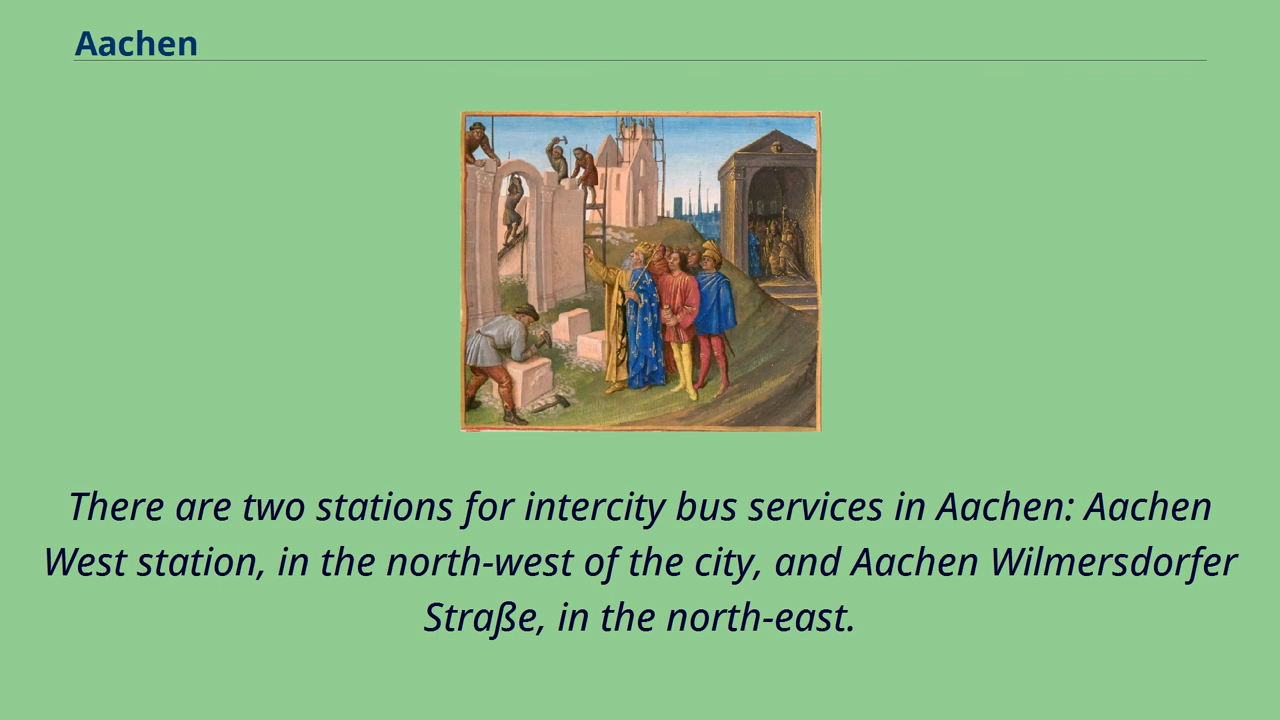 Aachen
There are two stations for intercity bus services in Aachen: Aachen
West station, in the north-west of the city, and Aachen Wilmersdorfer
Straße, in the north-east.